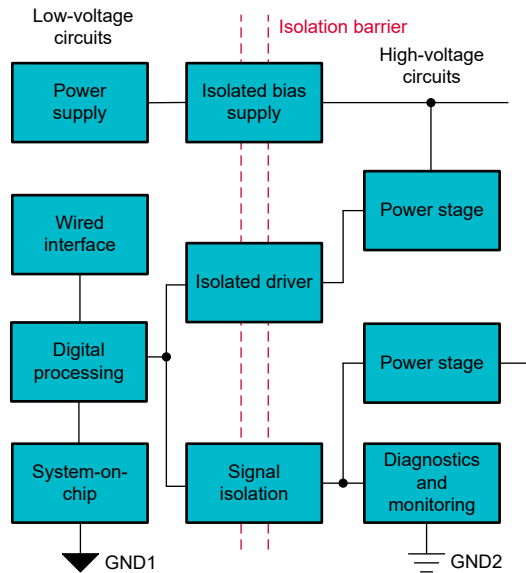 Low-voltage
circuits
Isolation barrier
High-voltage
circuits
Power
supply
Isolated bias
supply
Power stage
Wired
interface
Isolated driver
Digital
processing
Power stage
System-on-
chip
Signal
isolation
Diagnostics
and
monitoring
GND1
GND2